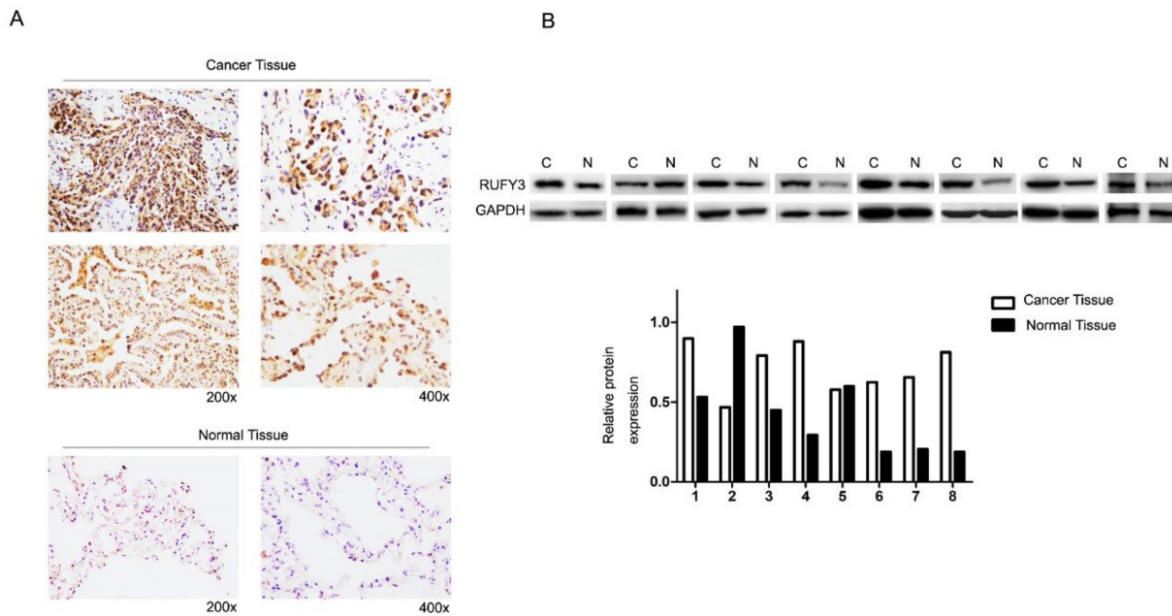 A
Cancer Tissue
200x 400x
Normal Tissue
200x 400x
B
C N C N C N C N C N C N C N C N
RUFY3
GAPDH
Cancer Tissue
Normal Tissue
Relative protein
expression
1.0
0.5
0.0
1 2 3 4 5 6 7 8